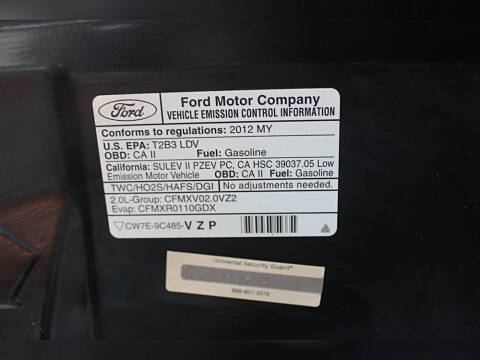 Ford
Ford Motor Company
VEHICLE EMISSION CONTROL INFORMATION
Conforms to regulations: 2012 MY
U.S. EPA: T2B3 LDV
OBD: CA II Fuel: Gasoline
California: SULEV II PZEV PC, CA HSC 39037.05 Low
Emission Motor Vehicle OBD: CA II Fuel: Gasoline
TWC/HO2S/HAFS/DGI No adjustments needed.
2.0L-Group: CFMXV02.0VZ2
Evap: CFMXR0110GDX
CW7E-9C485-VZP
Universal Security Guard®